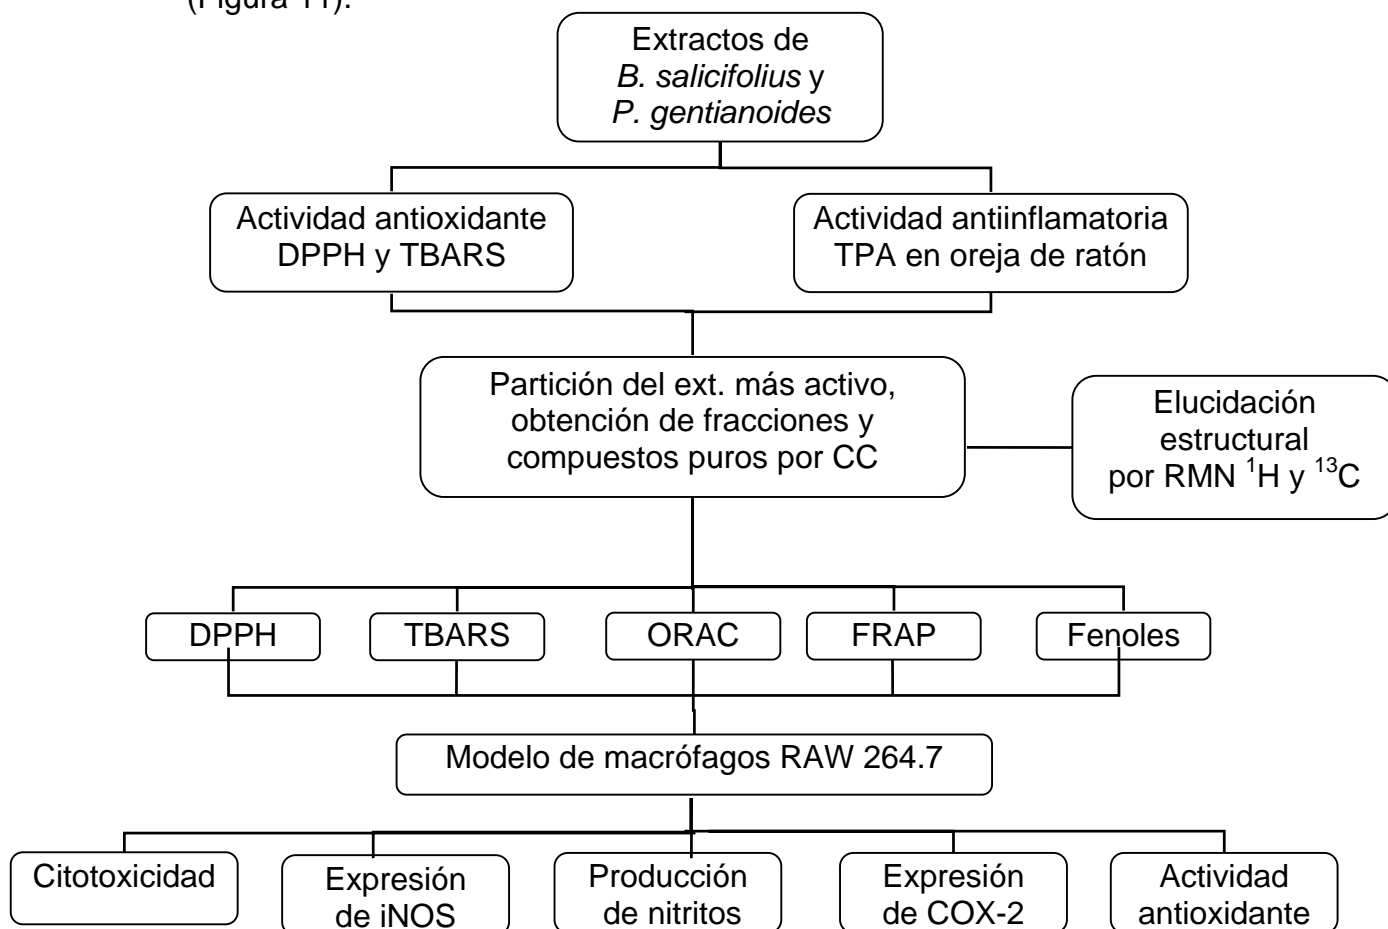 (Figura 11).
Extractos de
B. salicifolius y
P. gentianoides
Actividad antioxidante
DPPH y TBARS
Actividad antiinflamatoria
TPA en oreja de ratón
Partición del ext. más activo,
obtención de fracciones y
compuestos puros por CC
Elucidación
estructural
por RMN ¹H y ¹³C
DPPH
TBARS
ORAC
FRAP
Fenoles
Modelo de macrófagos RAW 264.7
Citotoxicidad
Expresión
de iNOS
Producción
de nitritos
Expresión
de COX-2
Actividad
antioxidante